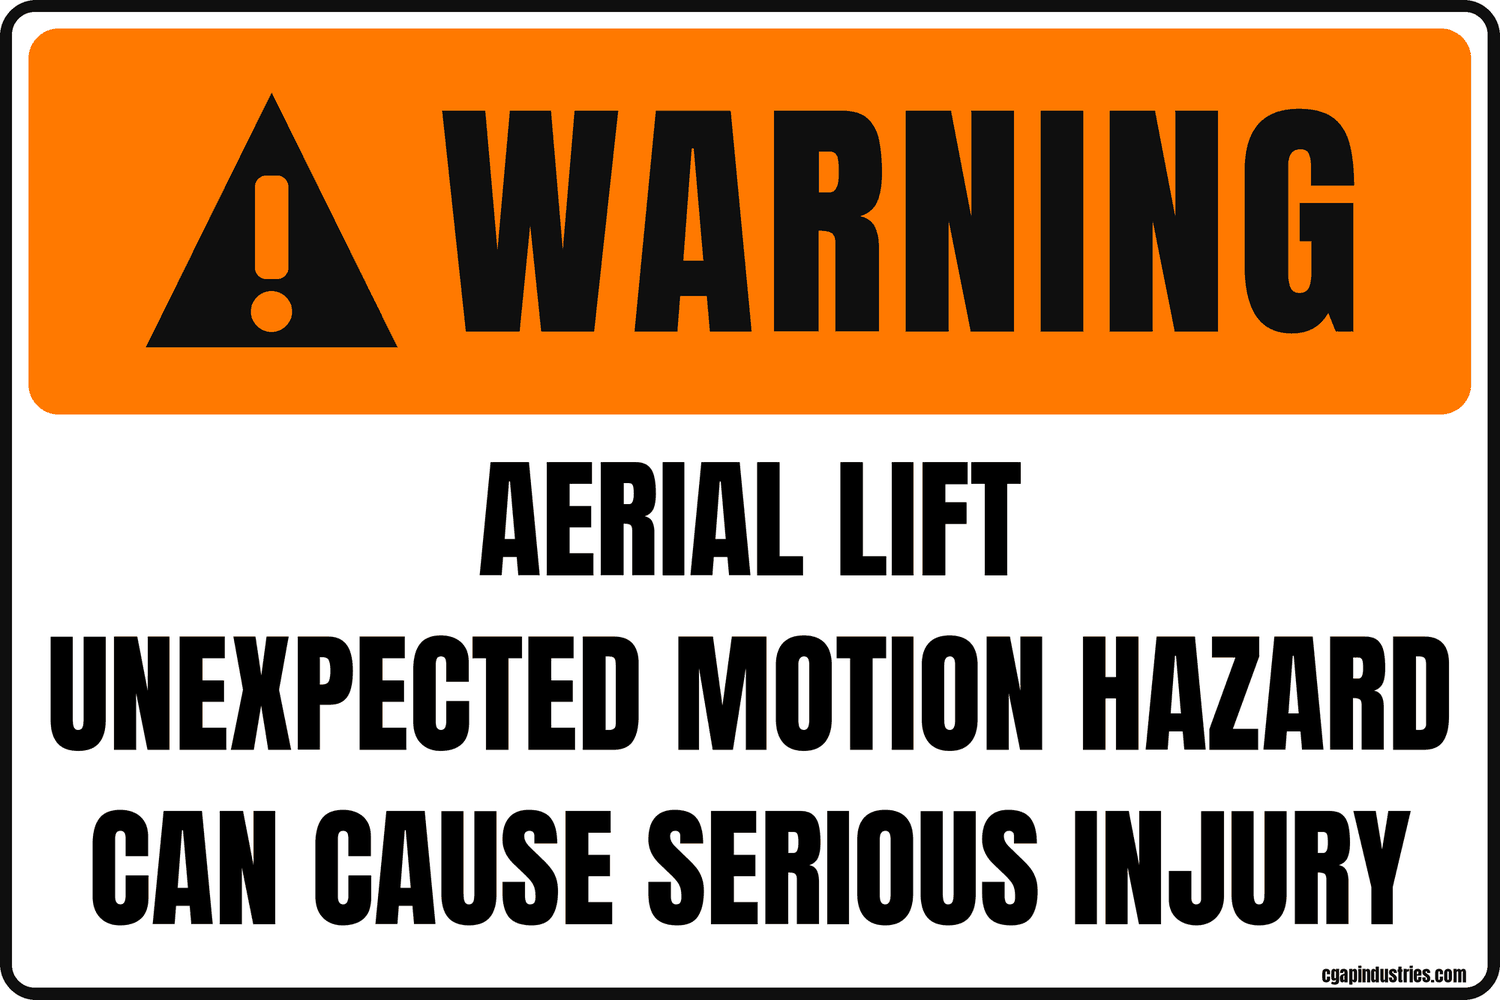 WARNING
AERIAL LIFT
UNEXPECTED MOTION HAZARD
CAN CAUSE SERIOUS INJURY
cgapindustries.com